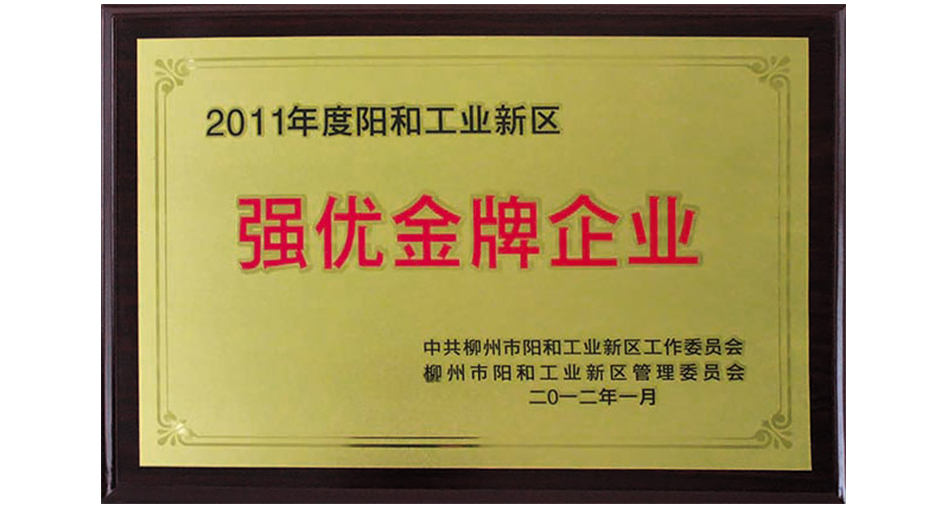 2011年度阳和工业新区
强优金牌企业
中共柳州市阳和工业新区工作委员会
柳州市阳和工业新区管理委员会
二0一二年一月